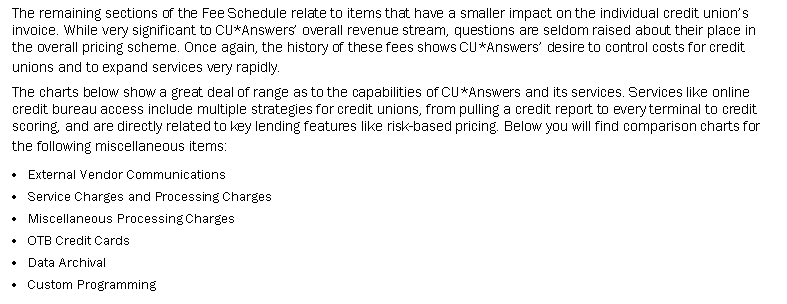 The remaining sections of the Fee Schedule relate to items that have a smaller impact on the individual credit union's
invoice. While very significant to CU*Answers' overall revenue stream, questions are seldom raised about their place in
the overall pricing scheme. Once again, the history of these fees shows CU*Answers' desire to control costs for credit
unions and to expand services very rapidly.
The charts below show a great deal of range as to the capabilities of CU*Answers and its services. Services like online
credit bureau access include multiple strategies for credit unions, from pulling a credit report to every terminal to credit
scoring, and are directly related to key lending features like risk-based pricing. Below you will find comparison charts for
the following miscellaneous items:
• External Vendor Communications
• Service Charges and Processing Charges
• Miscellaneous Processing Charges
• OTB Credit Cards
• Data Archival
• Custom Programming